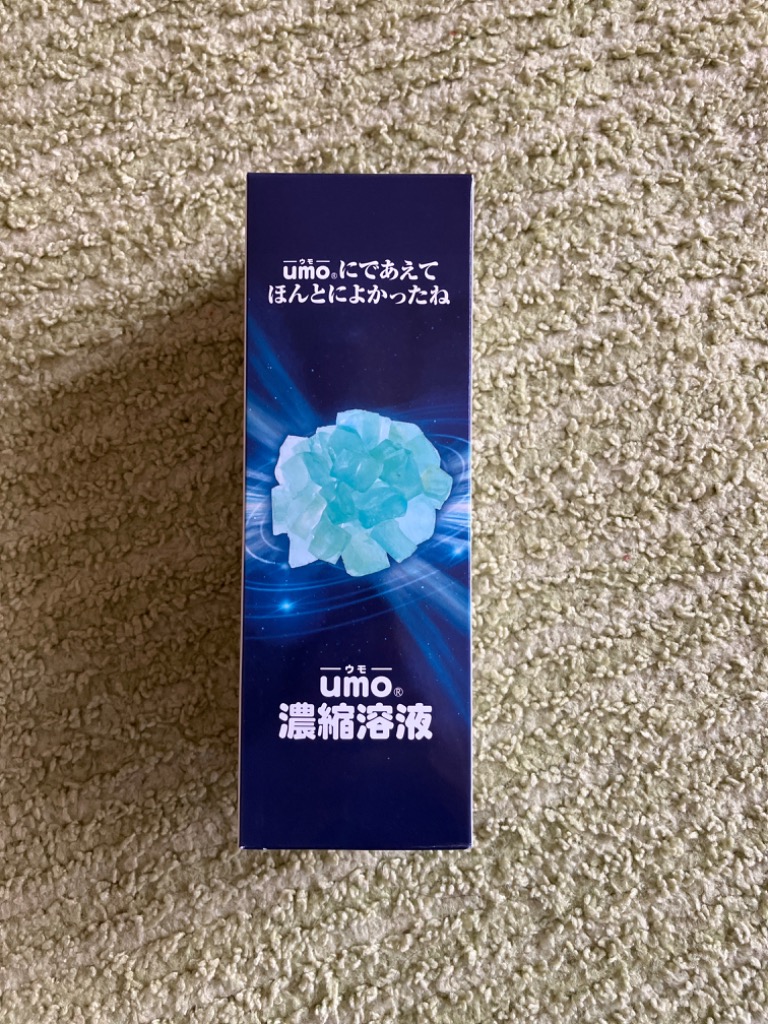 ウモ
umo®にであえて
ほんとによかったね
ウモ
umo®
濃縮溶液